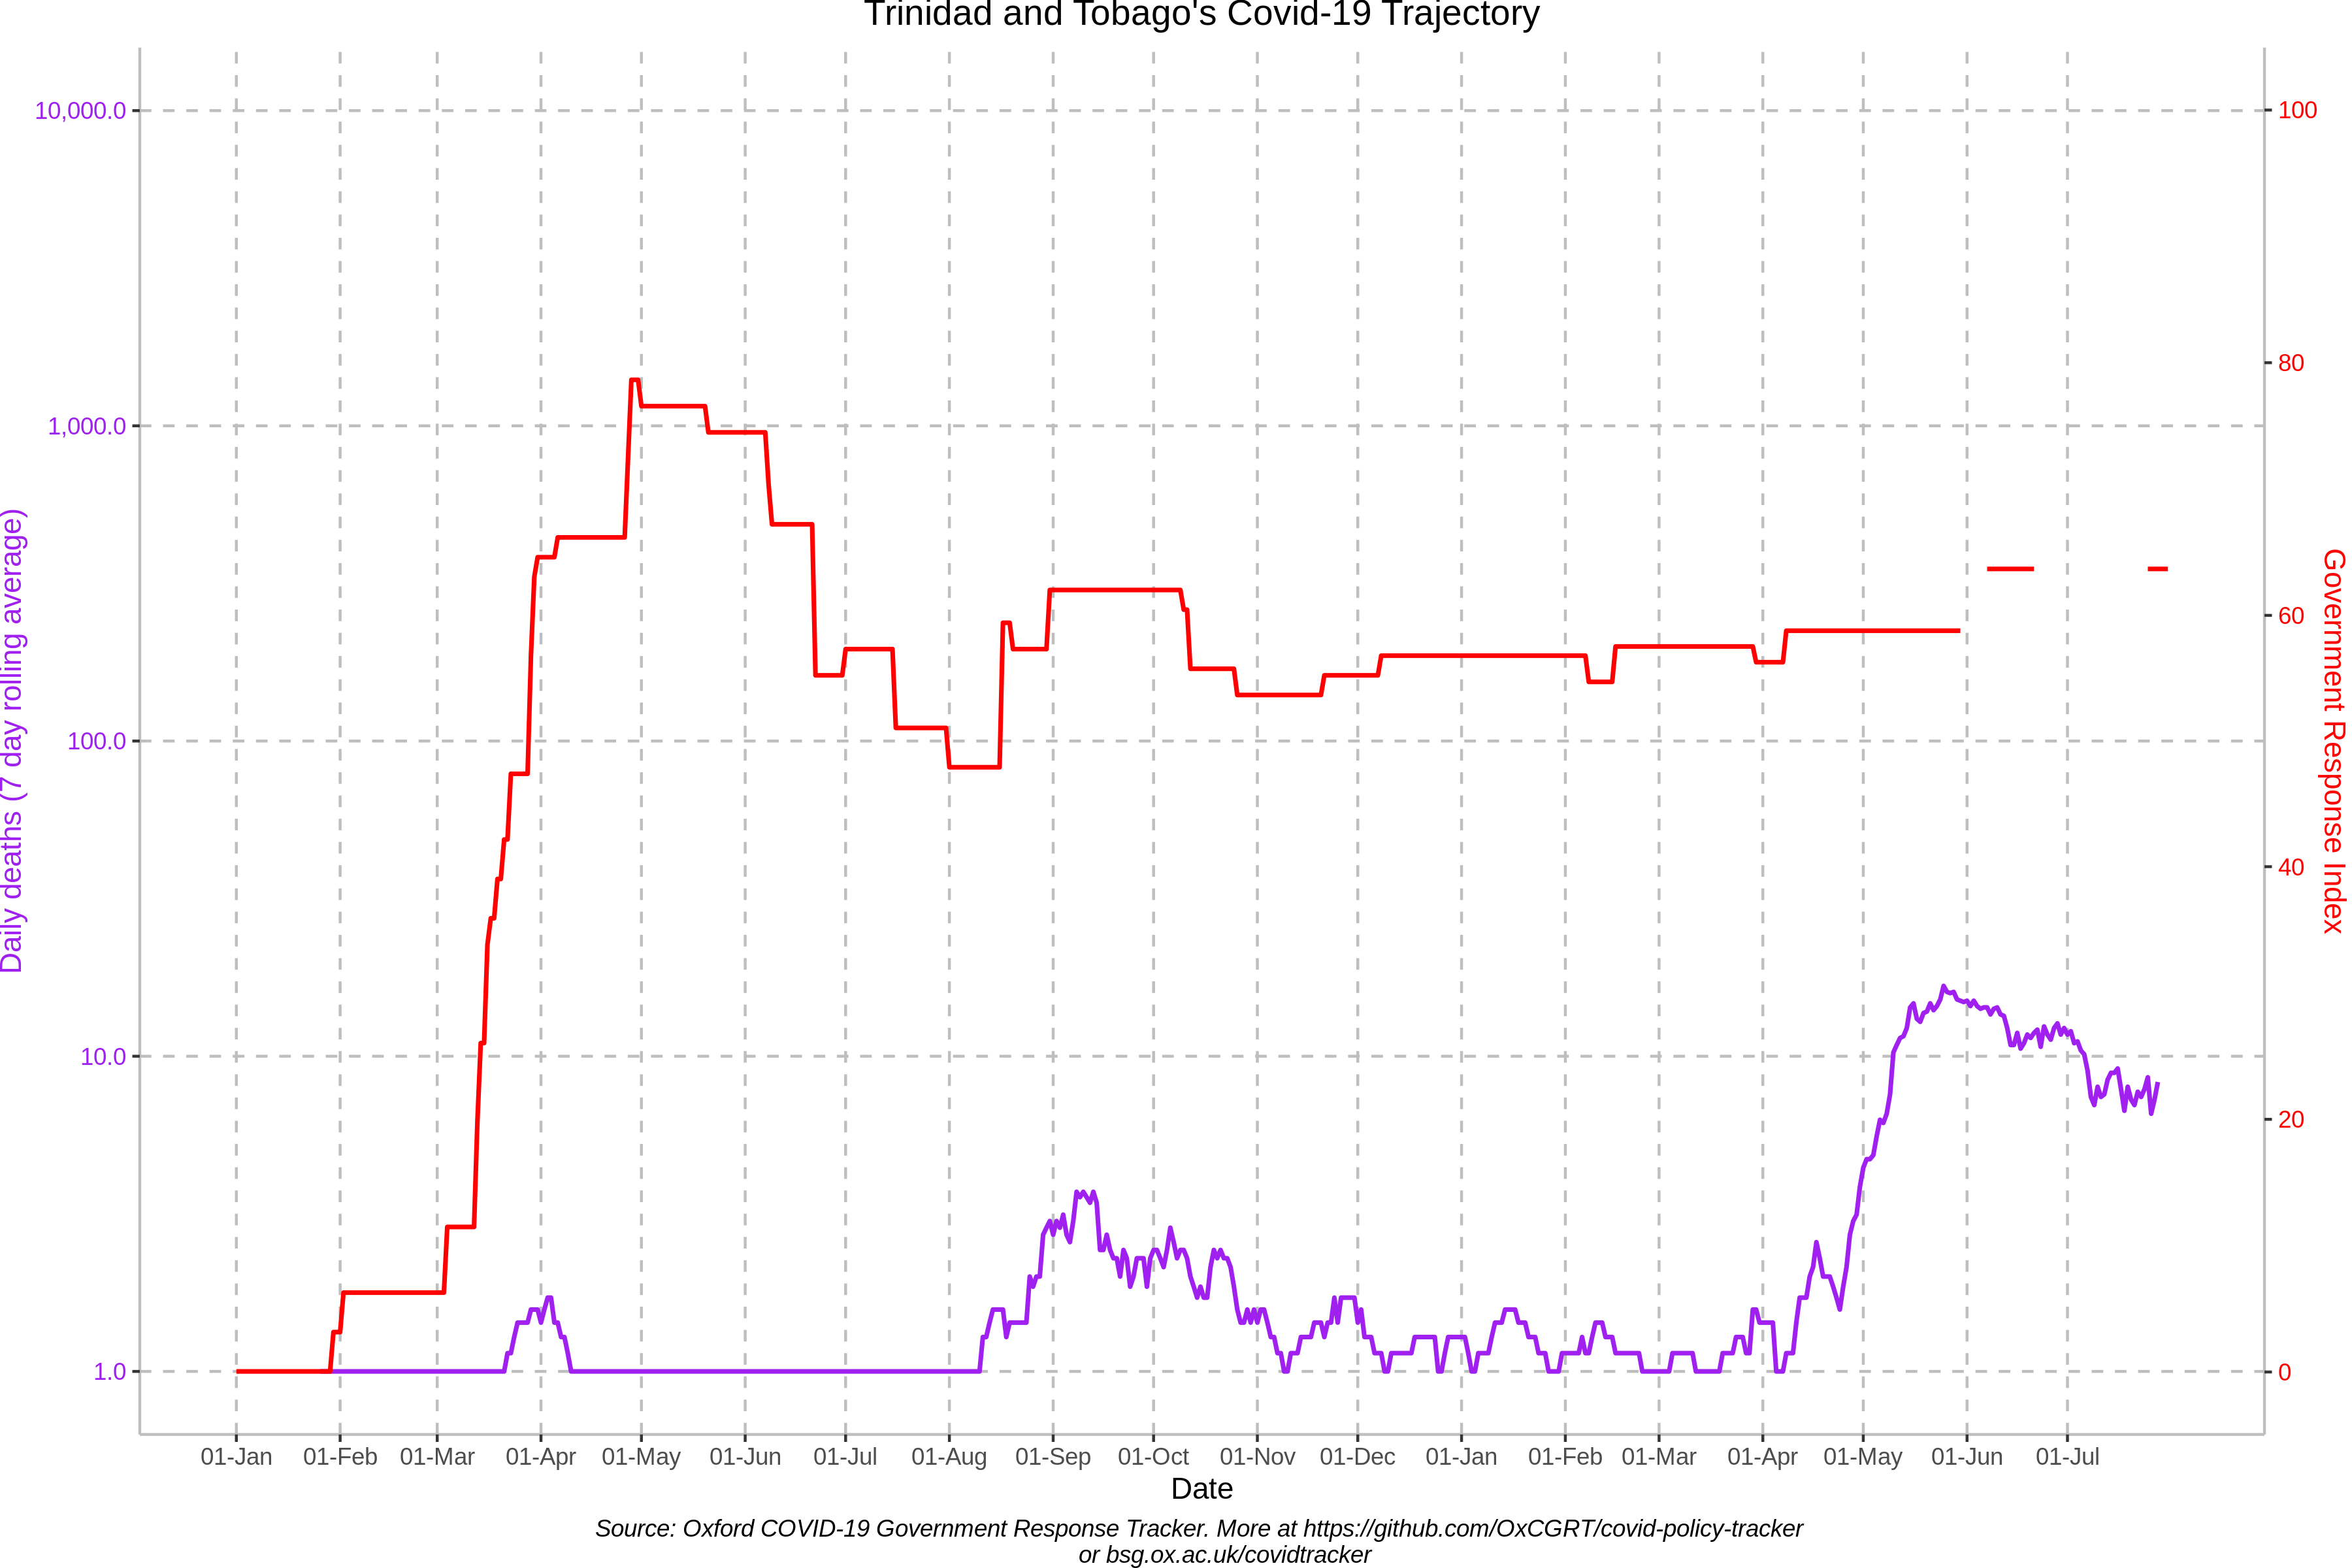 Trinidad and Tobago's Covid-19 Trajectory
10,000.0
1,000.0
100.0
10.0
1.0
Daily deaths (7 day rolling average)
100
80
60
40
20
0
Government Response Index
01-Jan 01-Feb 01-Mar 01-Apr 01-May 01-Jun 01-Jul 01-Aug 01-Sep 01-Oct 01-Nov 01-Dec 01-Jan 01-Feb 01-Mar 01-Apr 01-May 01-Jun 01-Jul
Date
Source: Oxford COVID-19 Government Response Tracker. More at https://github.com/OxCGRT/covid-policy-tracker
or bsg.ox.ac.uk/covidtracker